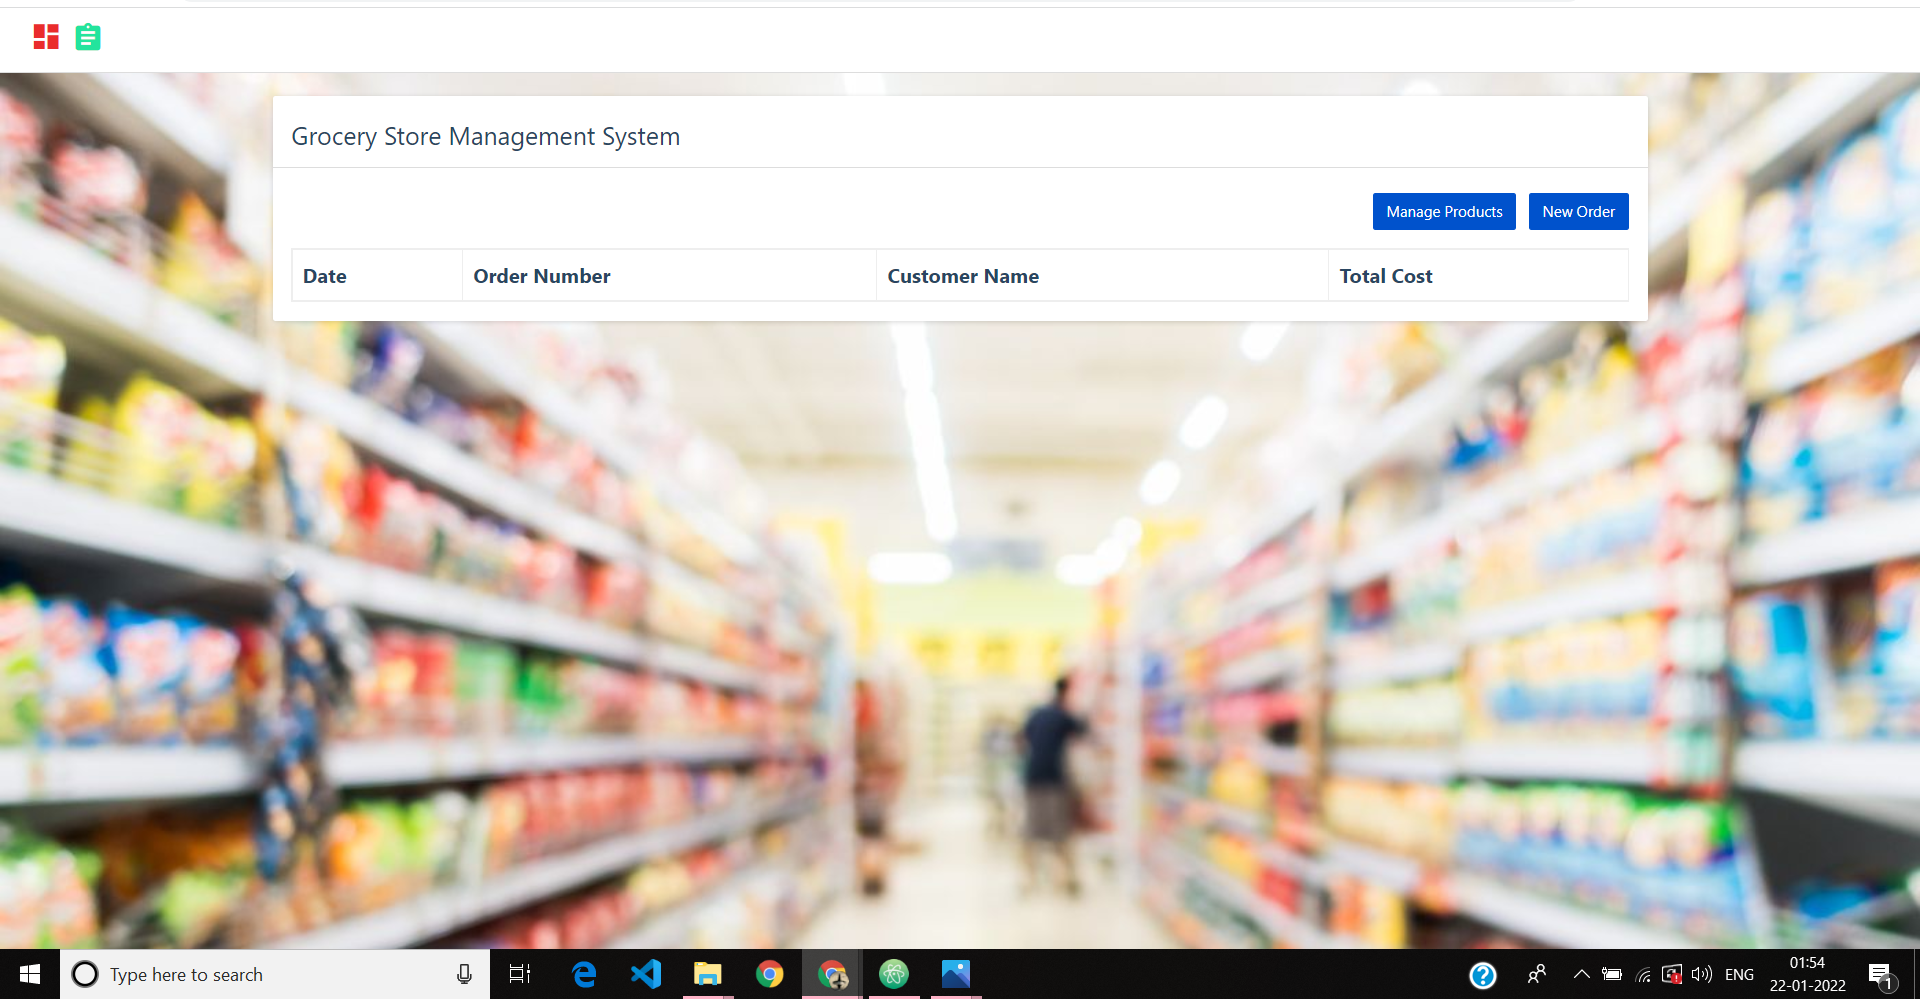 Grocery Store Management System
Manage Products New Order
Date Order Number Customer Name Total Cost
Type here to search
ENG
01:54
22-01-2022
1